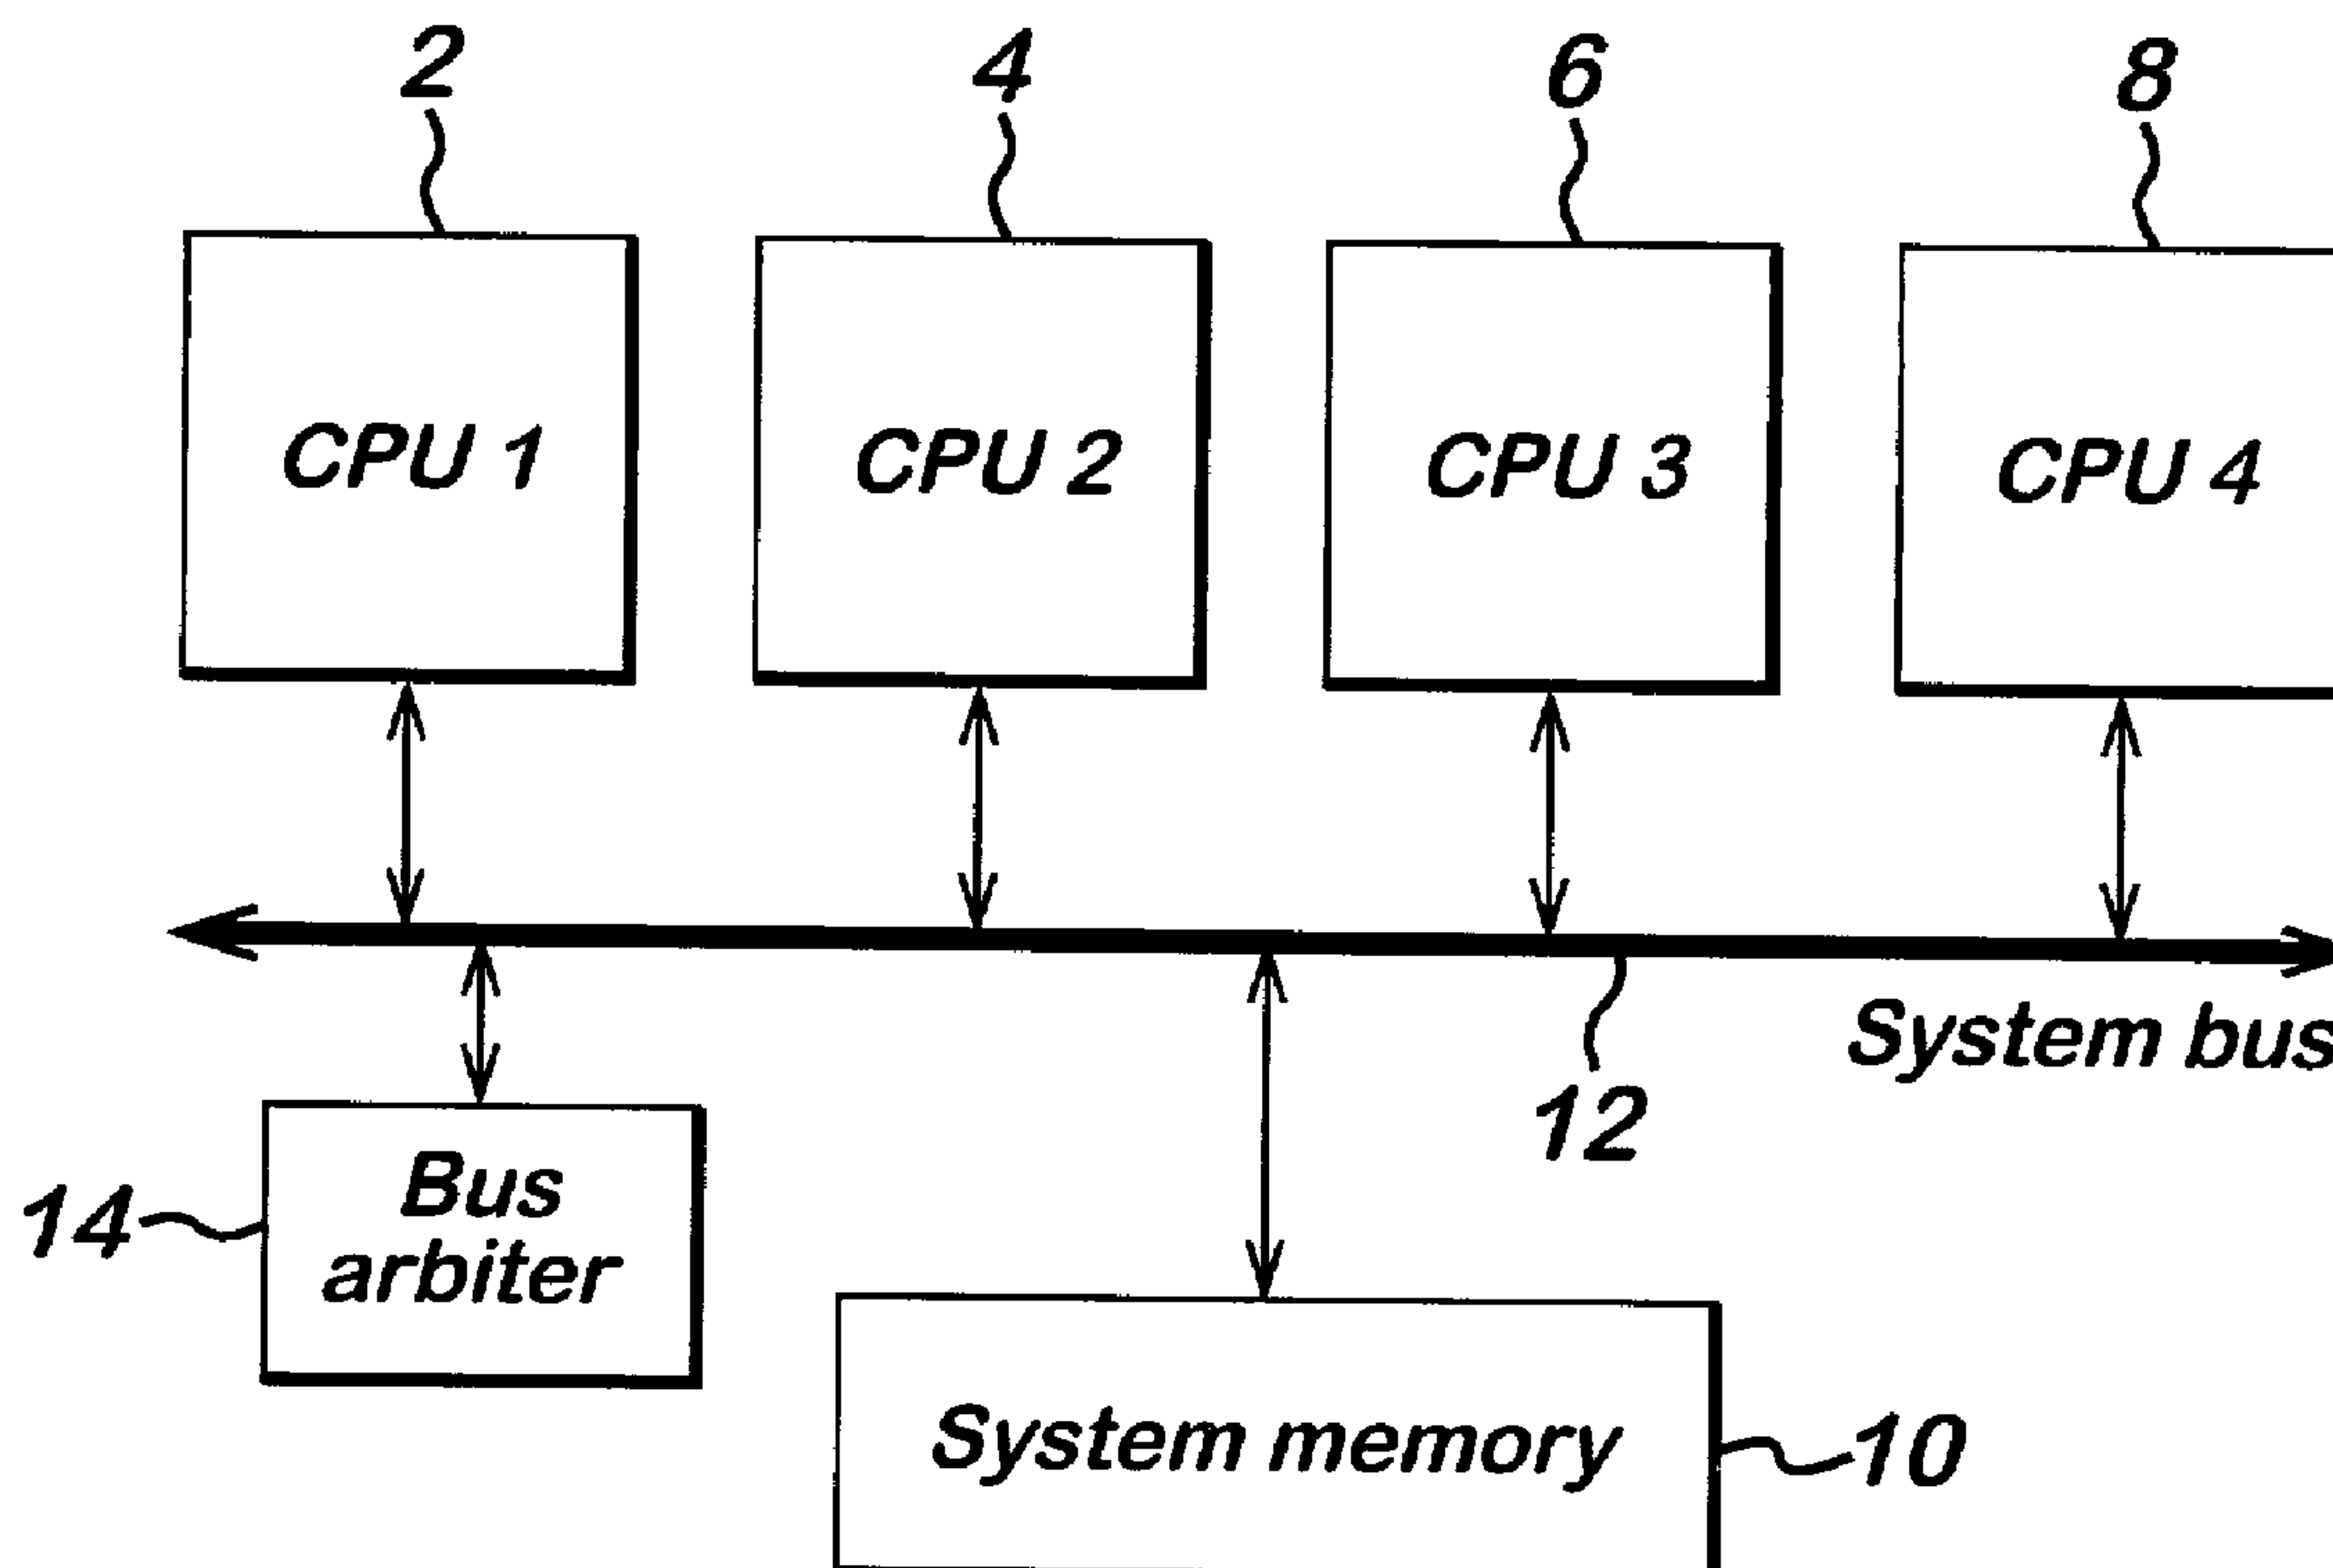 2
4
6
8
CPU 1
CPU 2
CPU 3
CPU 4
System bus
12
14
Bus
arbiter
System memory
10